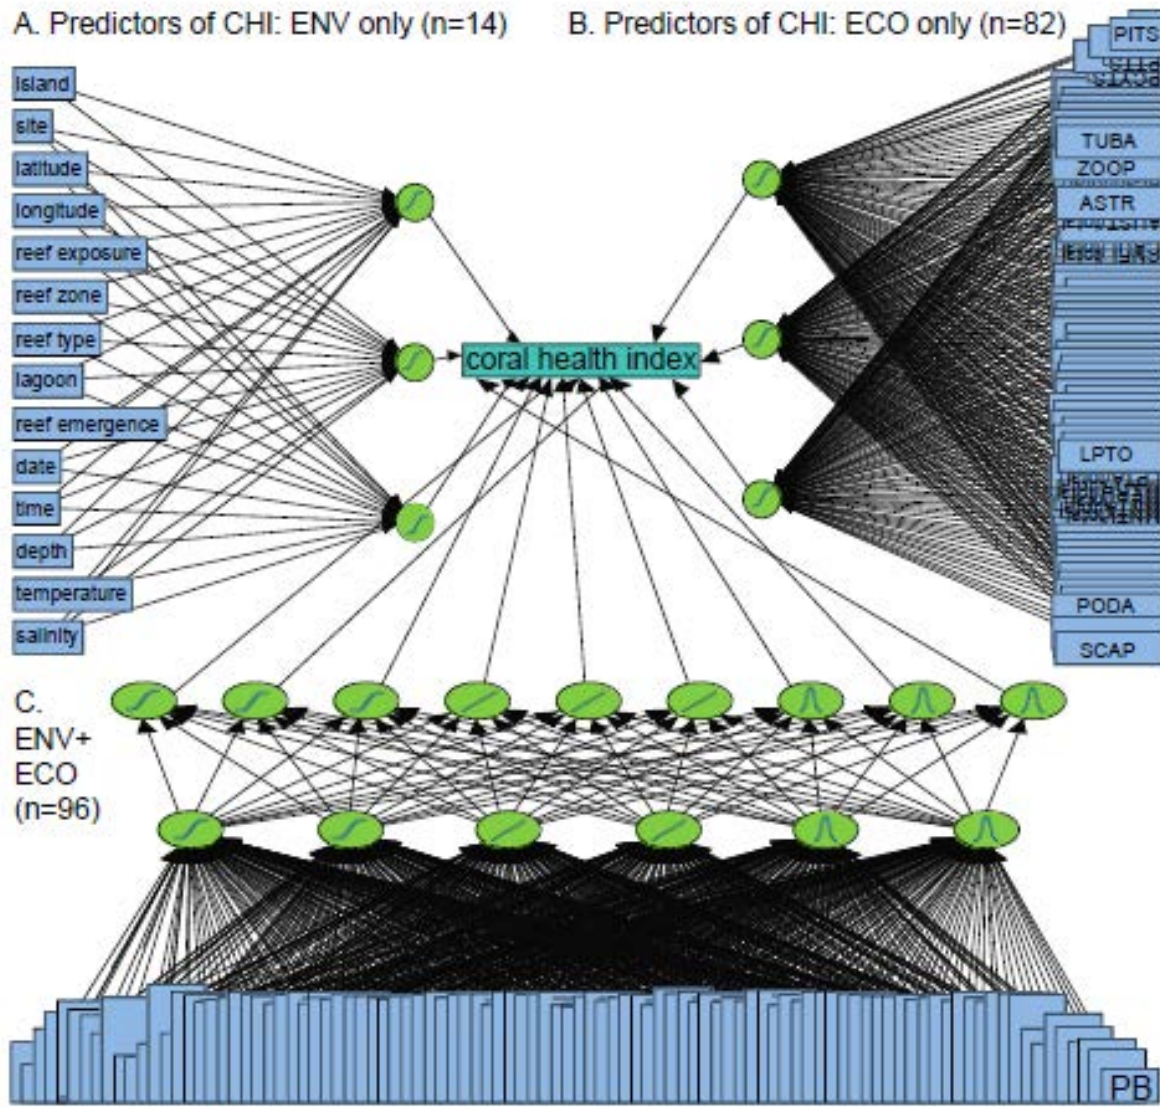 A. Predictors of CHI: ENV only (n=14)
B. Predictors of CHI: ECO only (n=82)
island
site
latitude
longitude
reef exposure
reef zone
reef type
lagoon
reef emergence
date
time
depth
temperature
salinity
coral health index
PITS
TUBA
ZOOP
ASTR
LPTO
PODA
SCAP
C.
ENV+
ECO
(n=96)
PB